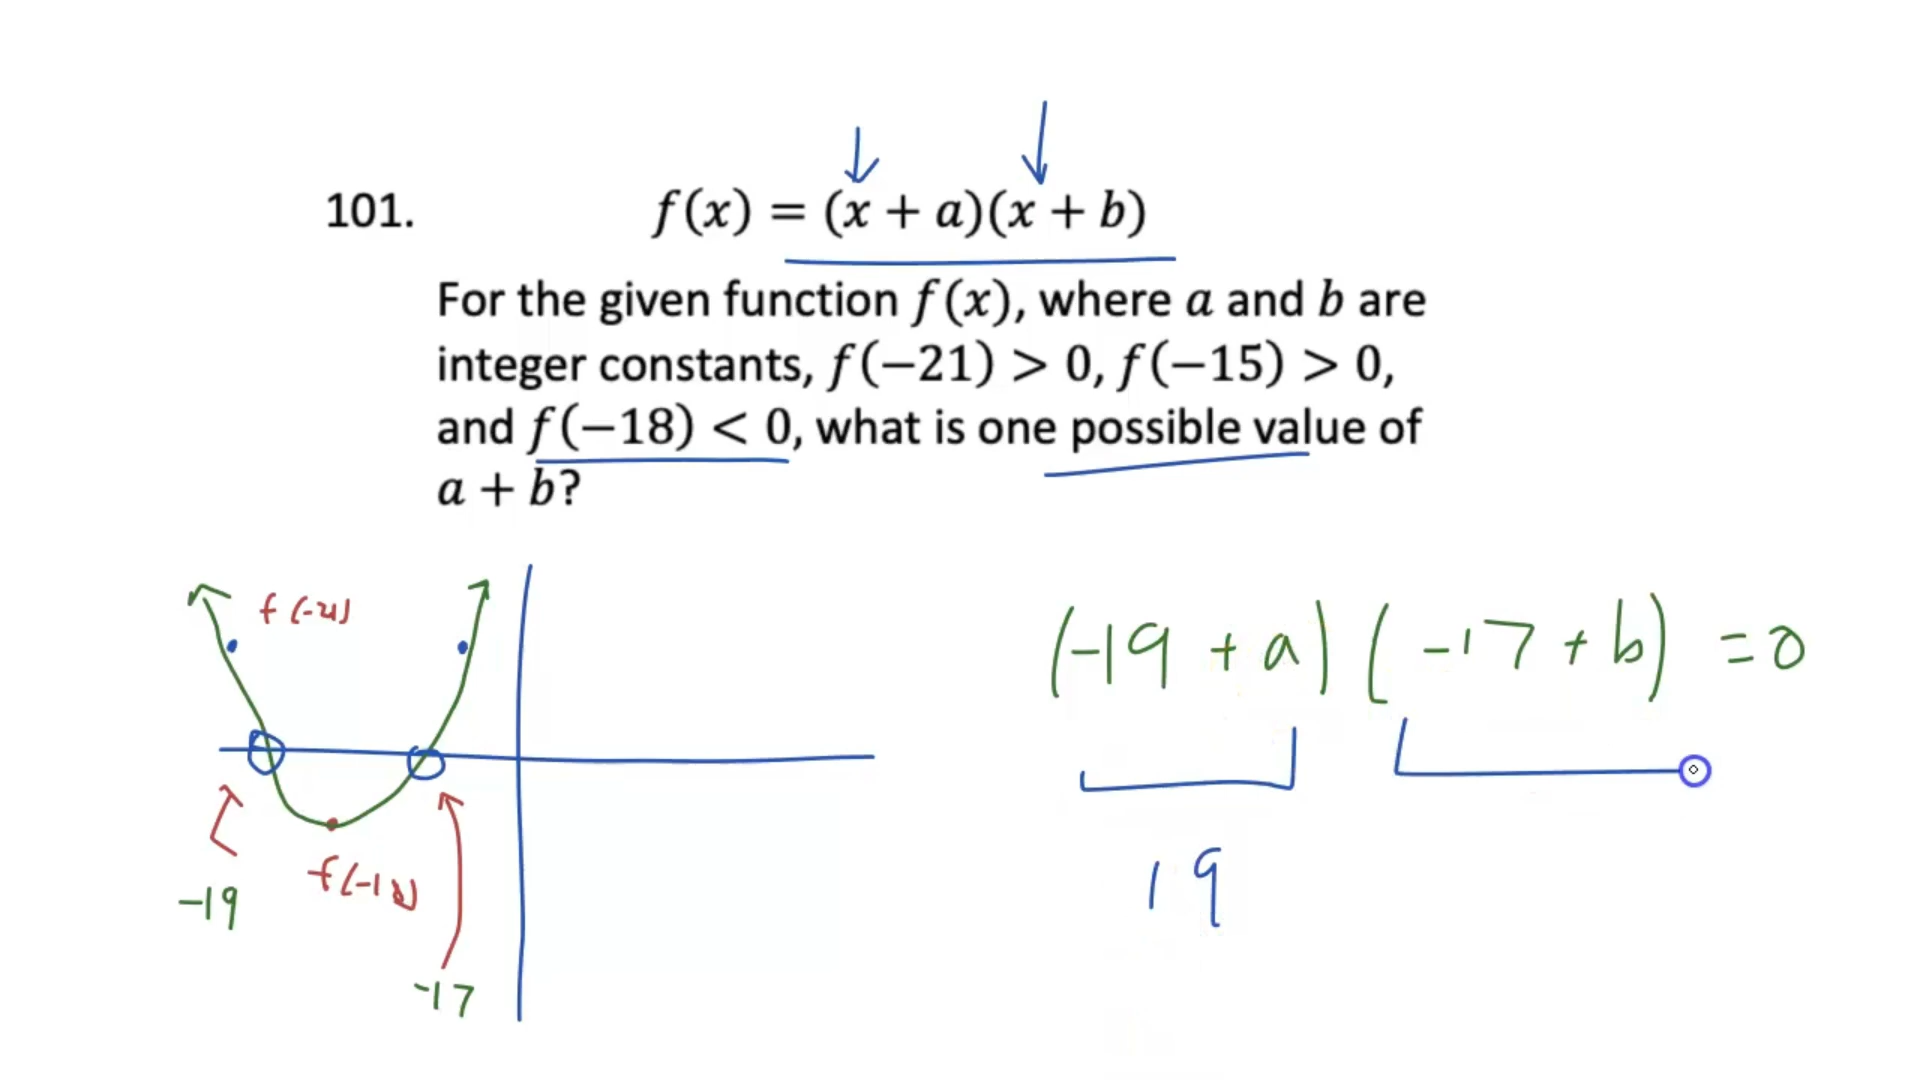 101. f(x) = (x + a)(x + b)
For the given function f(x), where a and b are
integer constants, f(−21) > 0, f(−15) > 0,
and f(−18) < 0, what is one possible value of
a + b?
f(-21)
(-19 + a)(-17 + b) = 0
f(-18)
19
-19
-17